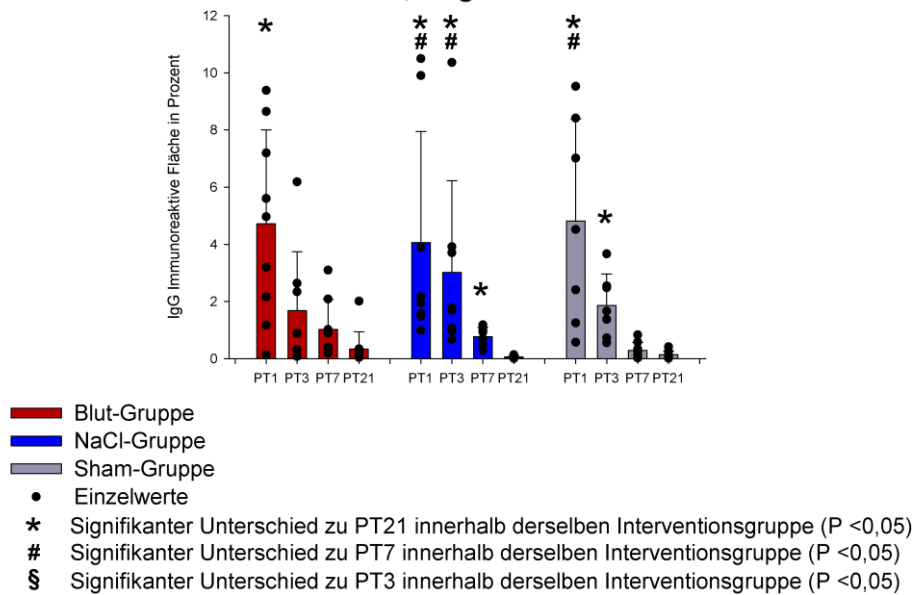 12
10
8
6
4
2
0
IgG Immunoreaktive Fläche in Prozent
*
*
#
*
#
*
*
#
*
PT1 PT3 PT7 PT21 PT1 PT3 PT7 PT21 PT1 PT3 PT7 PT21
Blut-Gruppe
NaCl-Gruppe
Sham-Gruppe
Einzelwerte
* Signifikanter Unterschied zu PT21 innerhalb derselben Interventionsgruppe (P <0,05)
# Signifikanter Unterschied zu PT7 innerhalb derselben Interventionsgruppe (P <0,05)
§ Signifikanter Unterschied zu PT3 innerhalb derselben Interventionsgruppe (P <0,05)